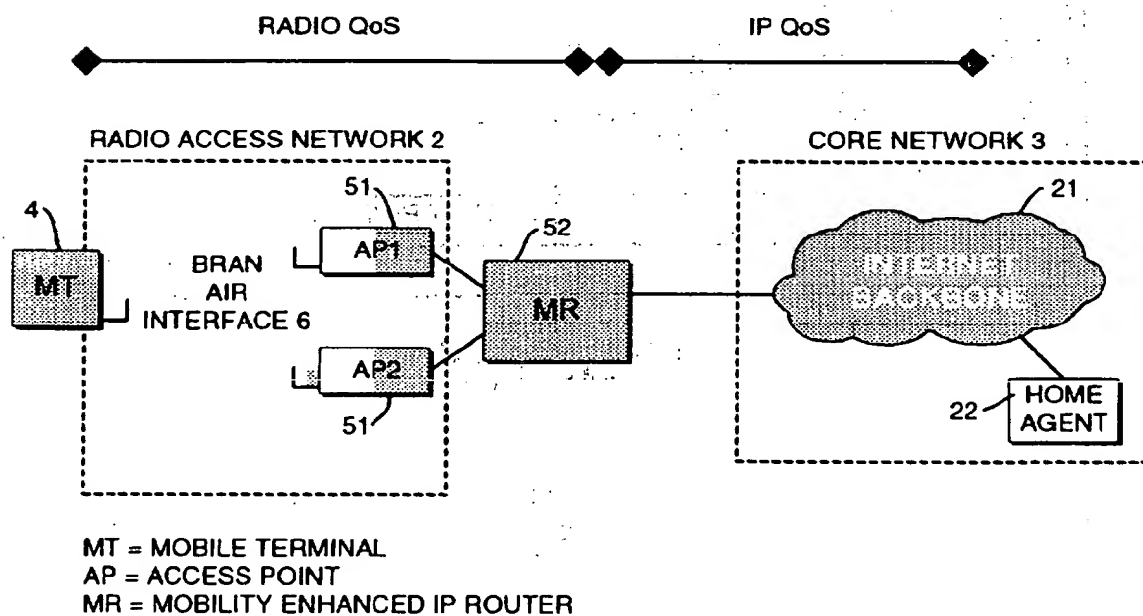 RADIO QoS
IP QoS
RADIO ACCESS NETWORK 2
CORE NETWORK 3
51
21
4
52
AP1
MT
BRAN
AIR
INTERFACE 6
INTERNET
BACKBONE
MR
AP2
51
22
HOME
AGENT
MT = MOBILE TERMINAL
AP = ACCESS POINT
MR = MOBILITY ENHANCED IP ROUTER